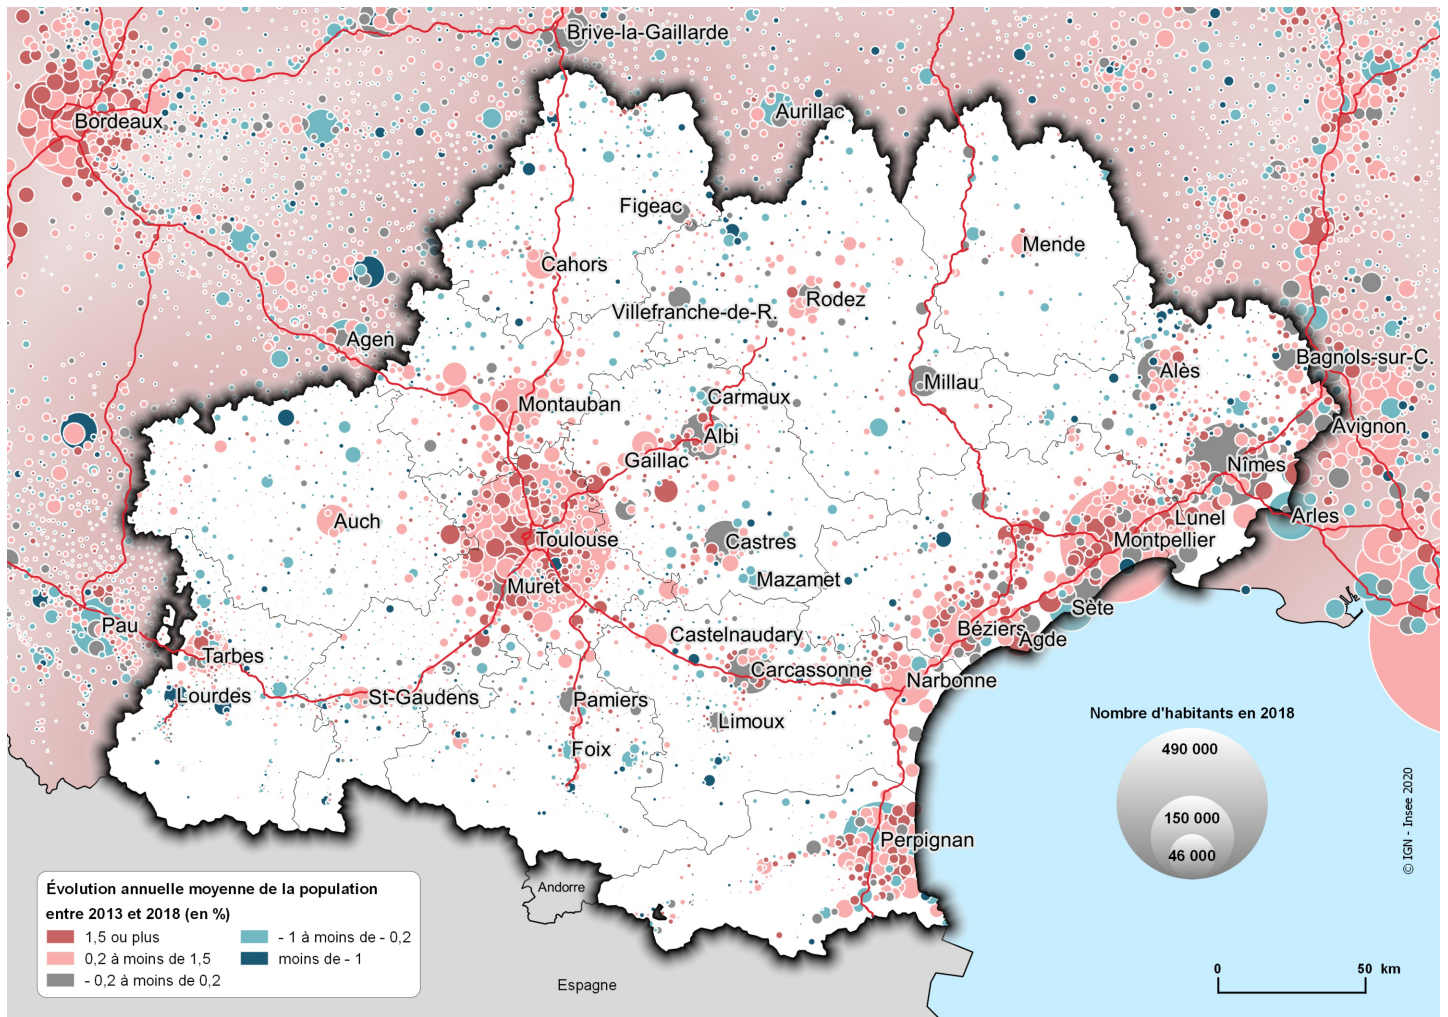 Brive-la-Gaillarde
Aurillac
Bordeaux
Figeac
Mende
Cahors
Rodez
Villefranche-de-R.
Agen
Bagnols-sur-C.
Alès
Millau
Carmaux
Montauban
Avignon
Albi
Gaillac
Nîmes
Auch
Lunel
Arles
Toulouse
Castres
Montpellier
Mazamet
Muret
Sète
Pau
Béziers
Agde
Castelnaudary
Tarbes
Carcassonne
Narbonne
Lourdes
St-Gaudens
Pamiers
Limoux
Foix
Perpignan
Andorre
Espagne
Nombre d'habitants en 2018
490 000
150 000
46 000
© IGN - Insee 2020
0 50 km
Évolution annuelle moyenne de la population
entre 2013 et 2018 (en %)
1,5 ou plus
0,2 à moins de 1,5
- 0,2 à moins de 0,2
- 1 à moins de - 0,2
moins de - 1